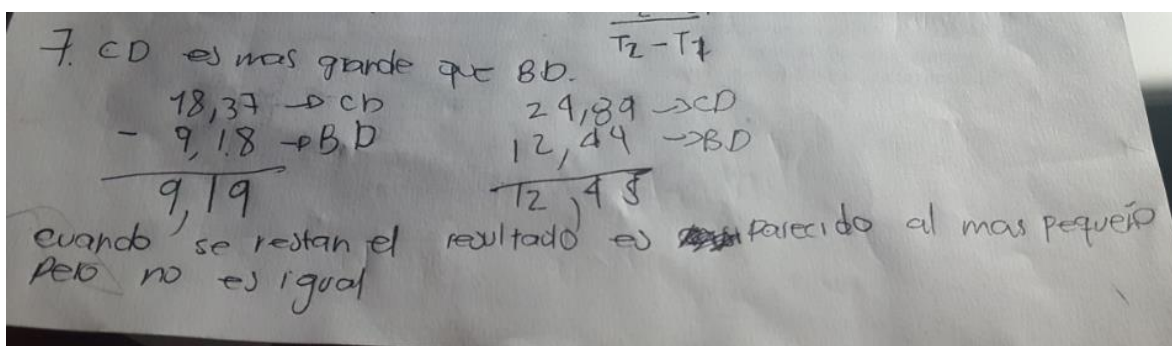 T2 - T1
7. CD es mas grande que BD.
18,37 → CD 24,89 → CD
- 9,18 → BD 12,44 → BD
9,19 12,45
cuando se restan el resultado es parecido al mas pequeño
pero no es igual